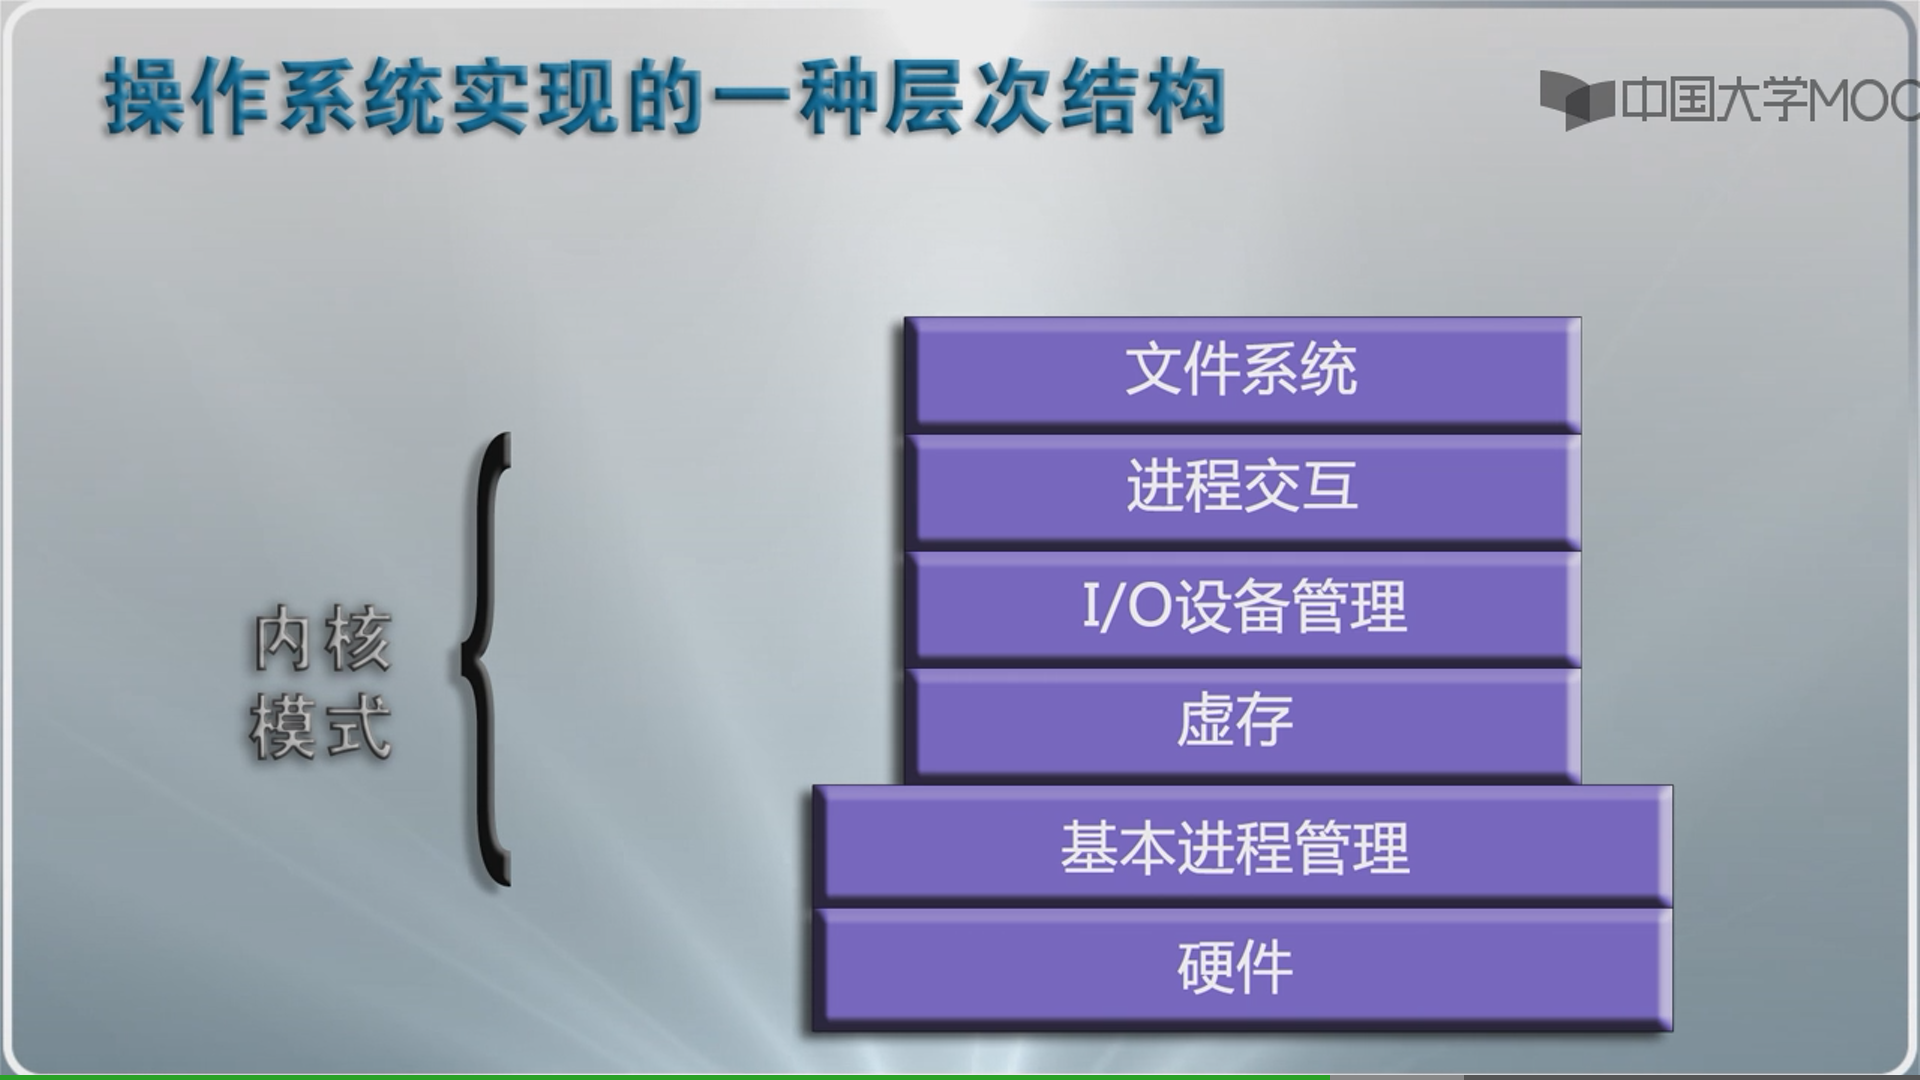 操作系统实现的一种层次结构
中国大学MOO
文件系统
进程交互
I/O设备管理
内核
模式
虚存
基本进程管理
硬件